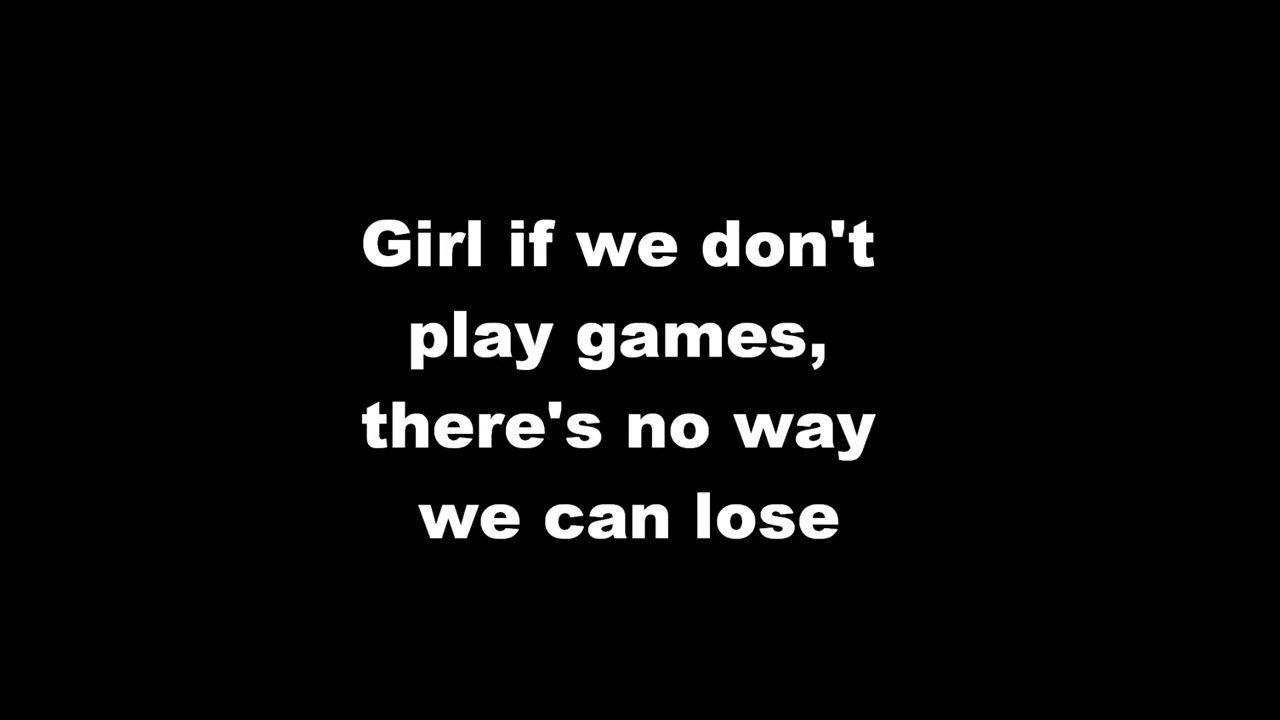 Girl if we don't
play games,
there's no way
we can lose